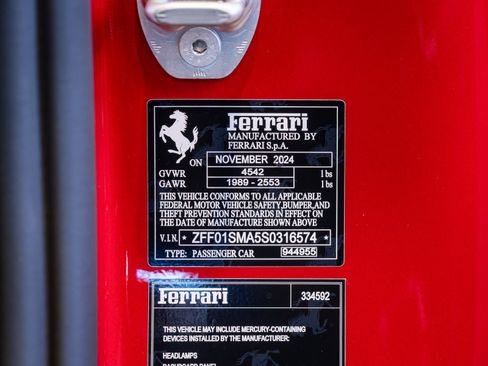 Ferrari
MANUFACTURED BY
FERRARI S.p.A.
ON NOVEMBER 2024
GVWR 4542 lbs
GAWR 1989 - 2553 lbs
THIS VEHICLE CONFORMS TO ALL APPLICABLE
FEDERAL MOTOR VEHICLE SAFETY,BUMPER,AND
THEFT PREVENTION STANDARDS IN EFFECT ON
THE DATE OF MANUFACTURE SHOWN ABOVE
V.I.N. * ZFF01SMA5S0316574 *
TYPE: PASSENGER CAR 944955
Ferrari 334592
THIS VEHICLE MAY INCLUDE MERCURY-CONTAINING
DEVICES INSTALLED BY THE MANUFACTURER:
HEADLAMPS